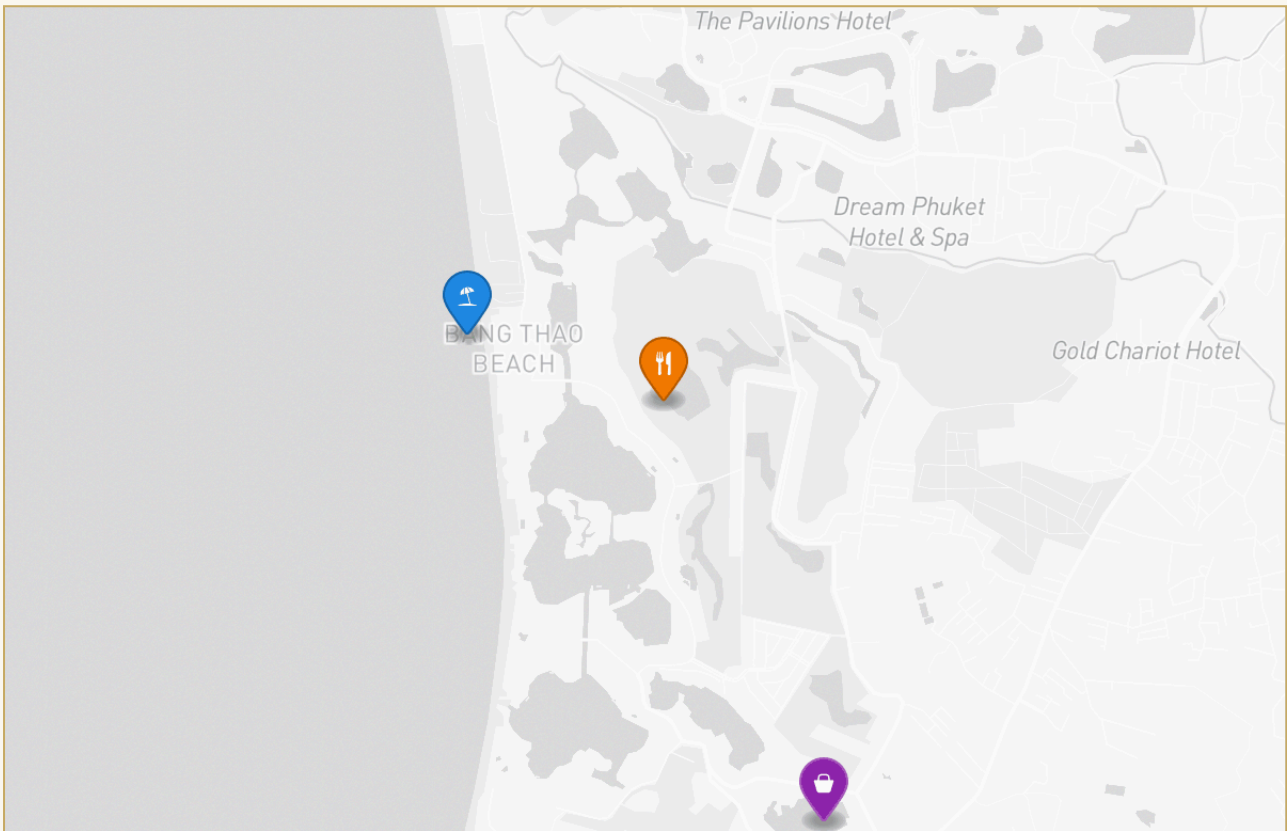 The Pavilions Hotel
Dream Phuket
Hotel & Spa
BANG THAO
BEACH
Gold Chariot Hotel